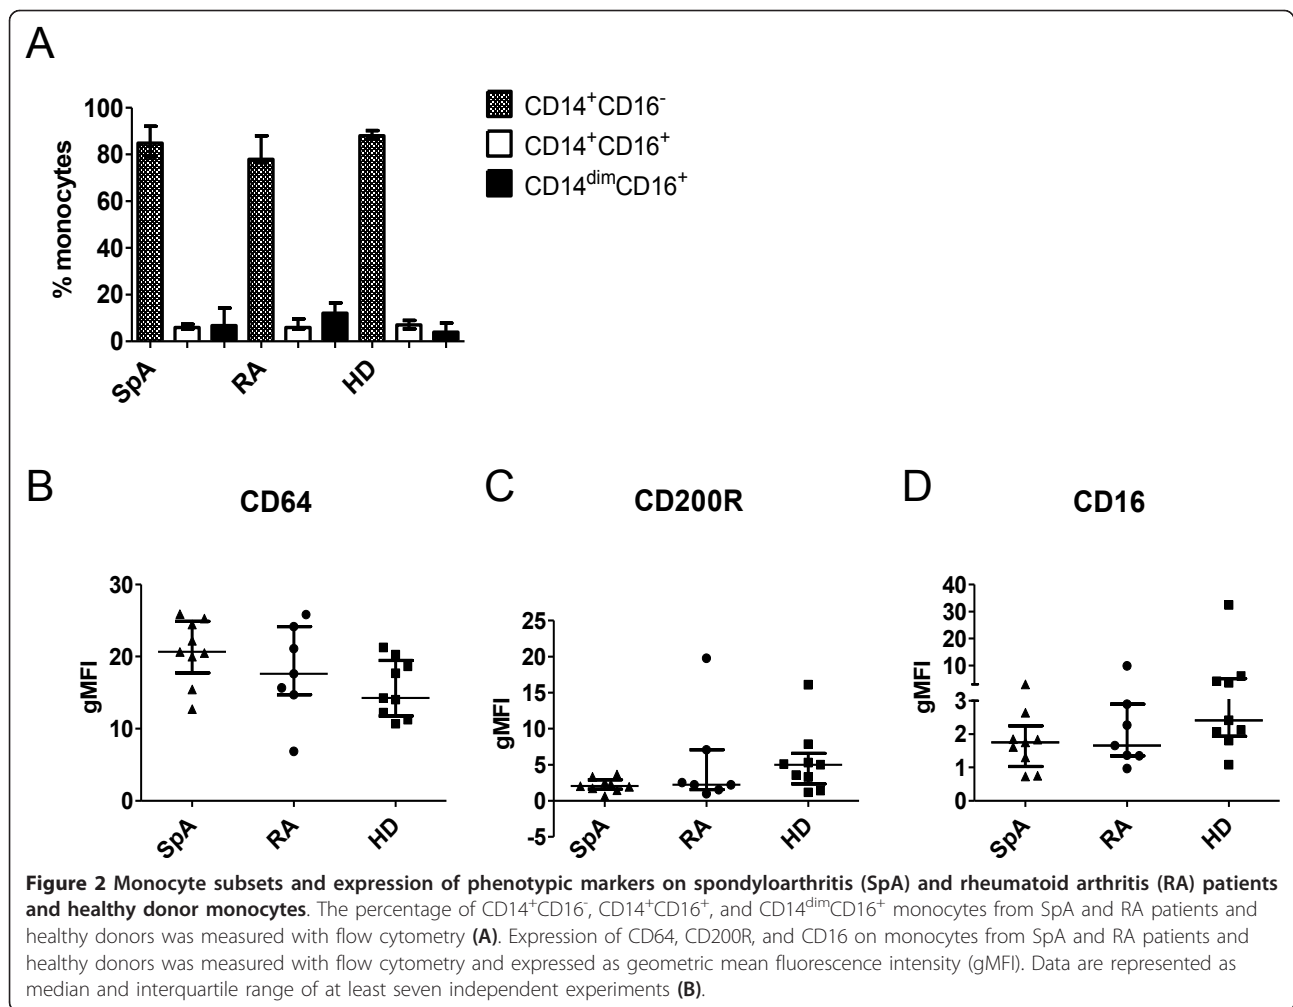 A
CD14+CD16-
CD14+CD16+
CD14dimCD16+
% monocytes
100
80
60
40
20
0
SpA
RA
HD
B
CD64
gMFI
30
20
10
0
SpA
RA
HD
C
CD200R
gMFI
25
20
15
10
5
0
-5
SpA
RA
HD
D
CD16
gMFI
40
30
20
10
3
2
1
0
SpA
RA
HD
Figure 2 Monocyte subsets and expression of phenotypic markers on spondyloarthritis (SpA) and rheumatoid arthritis (RA) patients
and healthy donor monocytes. The percentage of CD14+CD16-, CD14+CD16+, and CD14dimCD16+ monocytes from SpA and RA patients and
healthy donors was measured with flow cytometry (A). Expression of CD64, CD200R, and CD16 on monocytes from SpA and RA patients and
healthy donors was measured with flow cytometry and expressed as geometric mean fluorescence intensity (gMFI). Data are represented as
median and interquartile range of at least seven independent experiments (B).